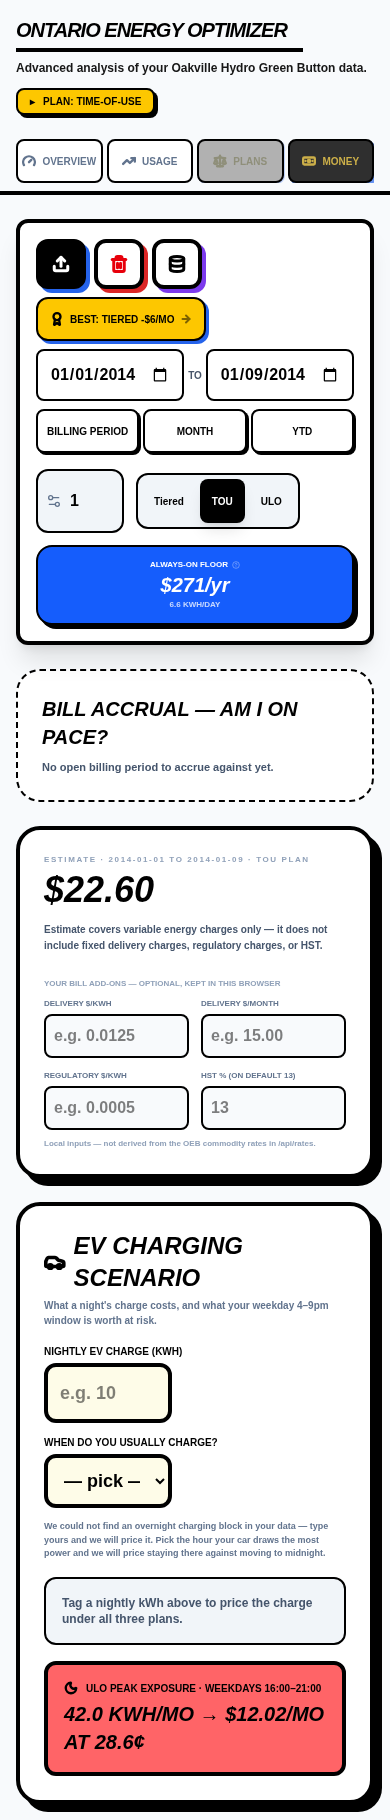 ONTARIO ENERGY OPTIMIZER
Advanced analysis of your Oakville Hydro Green Button data.
▸ PLAN: TIME-OF-USE
OVERVIEW
USAGE
PLANS
MONEY
BEST: TIERED -$6/MO →
01/01/2014
TO
01/09/2014
BILLING PERIOD
MONTH
YTD
1
Tiered
TOU
ULO
ALWAYS-ON FLOOR
$271/yr
6.6 KWH/DAY
BILL ACCRUAL — AM I ON
PACE?
No open billing period to accrue against yet.
ESTIMATE · 2014-01-01 TO 2014-01-09 · TOU PLAN
$22.60
Estimate covers variable energy charges only — it does not
include fixed delivery charges, regulatory charges, or HST.
YOUR BILL ADD-ONS — OPTIONAL, KEPT IN THIS BROWSER
DELIVERY $/KWH
DELIVERY $/MONTH
e.g. 0.0125
e.g. 15.00
REGULATORY $/KWH
HST % (ON DEFAULT 13)
e.g. 0.0005
13
Local inputs — not derived from the OEB commodity rates in /api/rates.
EV CHARGING
SCENARIO
What a night's charge costs, and what your weekday 4–9pm
window is worth at risk.
NIGHTLY EV CHARGE (KWH)
e.g. 10
WHEN DO YOU USUALLY CHARGE?
— pick —
We could not find an overnight charging block in your data — type
yours and we will price it. Pick the hour your car draws the most
power and we will price staying there against moving to midnight.
Tag a nightly kWh above to price the charge
under all three plans.
ULO PEAK EXPOSURE · WEEKDAYS 16:00–21:00
42.0 KWH/MO → $12.02/MO
AT 28.6¢